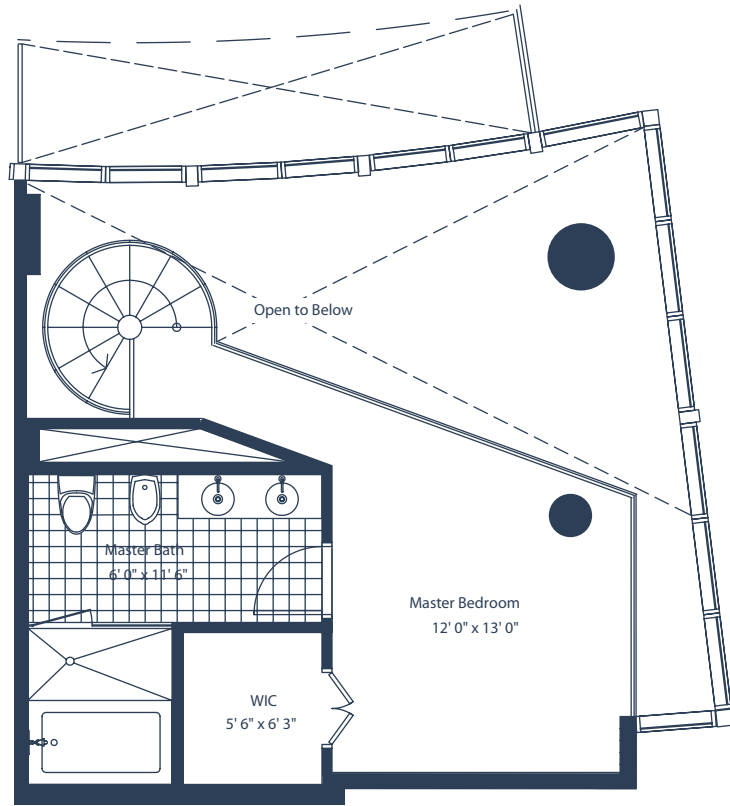 Open to Below
Master Bath
6' 0" x 11' 6"
Master Bedroom
12' 0" x 13' 0"
WIC
5' 6" x 6' 3"